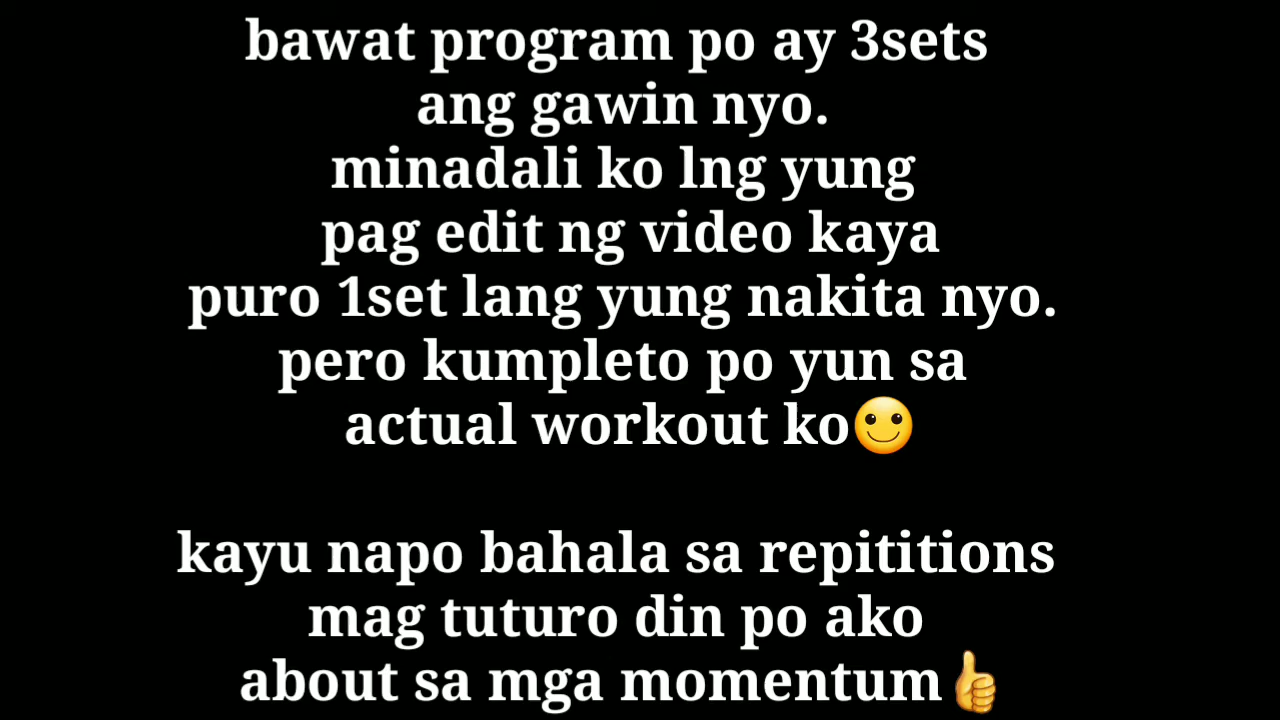 bawat program po ay 3sets
ang gawin nyo.
minadali ko lng yung
pag edit ng video kaya
puro 1set lang yung nakita nyo.
pero kumpleto po yun sa
actual workout ko🙂
kayu napo bahala sa repititions
mag tuturo din po ako
about sa mga momentum👍